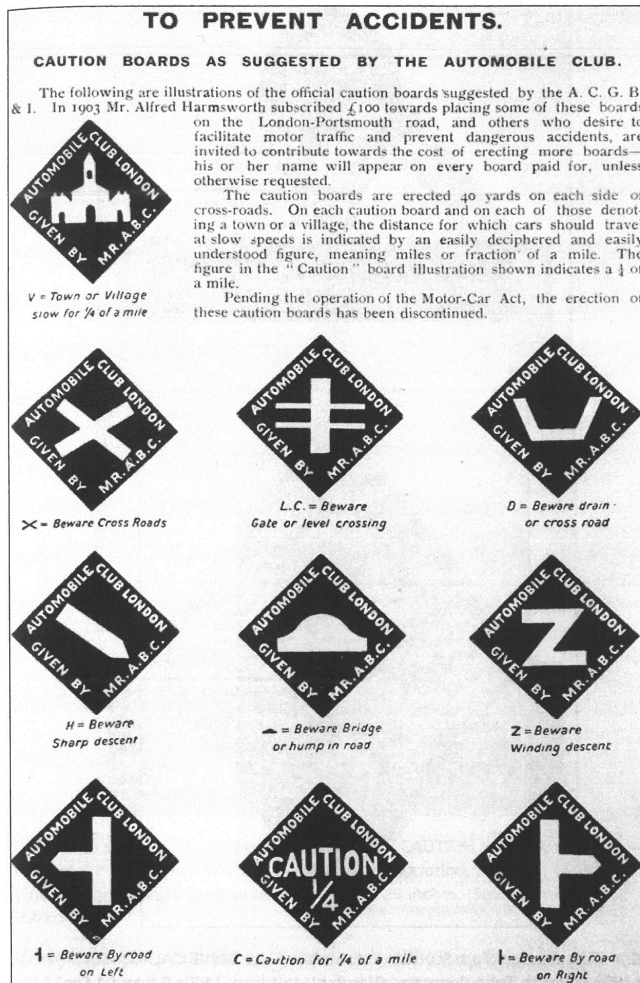 TO PREVENT ACCIDENTS.
CAUTION BOARDS AS SUGGESTED BY THE AUTOMOBILE CLUB.
The following are illustrations of the official caution boards suggested by the A. C. G. B.
& I. In 1903 Mr. Alfred Harmsworth subscribed £100 towards placing some of these boards
on the London-Portsmouth road, and others who desire to
facilitate motor traffic and prevent dangerous accidents, are
invited to contribute towards the cost of erecting more boards—
his or her name will appear on every board paid for, unless
otherwise requested.
The caution boards are erected 40 yards on each side of
cross-roads. On each caution board and on each of those denot-
ing a town or a village, the distance for which cars should travel
at slow speeds is indicated by an easily deciphered and easily
understood figure, meaning miles or fraction of a mile. The
figure in the "Caution" board illustration shown indicates a ¼ of
a mile.
Pending the operation of the Motor-Car Act, the erection of
these caution boards has been discontinued.
AUTOMOBILE CLUB LONDON
GIVEN BY MR. A.B.C.
V = Town or Village
slow for ¼ of a mile
AUTOMOBILE CLUB LONDON
GIVEN BY MR. A.B.C.
X = Beware Cross Roads
AUTOMOBILE CLUB LONDON
GIVEN BY MR. A.B.C.
L.C. = Beware
Gate or level crossing
AUTOMOBILE CLUB LONDON
GIVEN BY MR. A.B.C.
D = Beware drain
or cross road
AUTOMOBILE CLUB LONDON
GIVEN BY MR. A.B.C.
H = Beware
Sharp descent
AUTOMOBILE CLUB LONDON
GIVEN BY MR. A.B.C.
= Beware Bridge
or hump in road
AUTOMOBILE CLUB LONDON
Z
GIVEN BY MR. A.B.C.
Z = Beware
Winding descent
AUTOMOBILE CLUB LONDON
GIVEN BY MR. A.B.C.
= Beware By road
on Left
AUTOMOBILE CLUB LONDON
CAUTION
¼
GIVEN BY MR. A.B.C.
C = Caution for ¼ of a mile
AUTOMOBILE CLUB LONDON
GIVEN BY MR. A.B.C.
= Beware By road
on Right